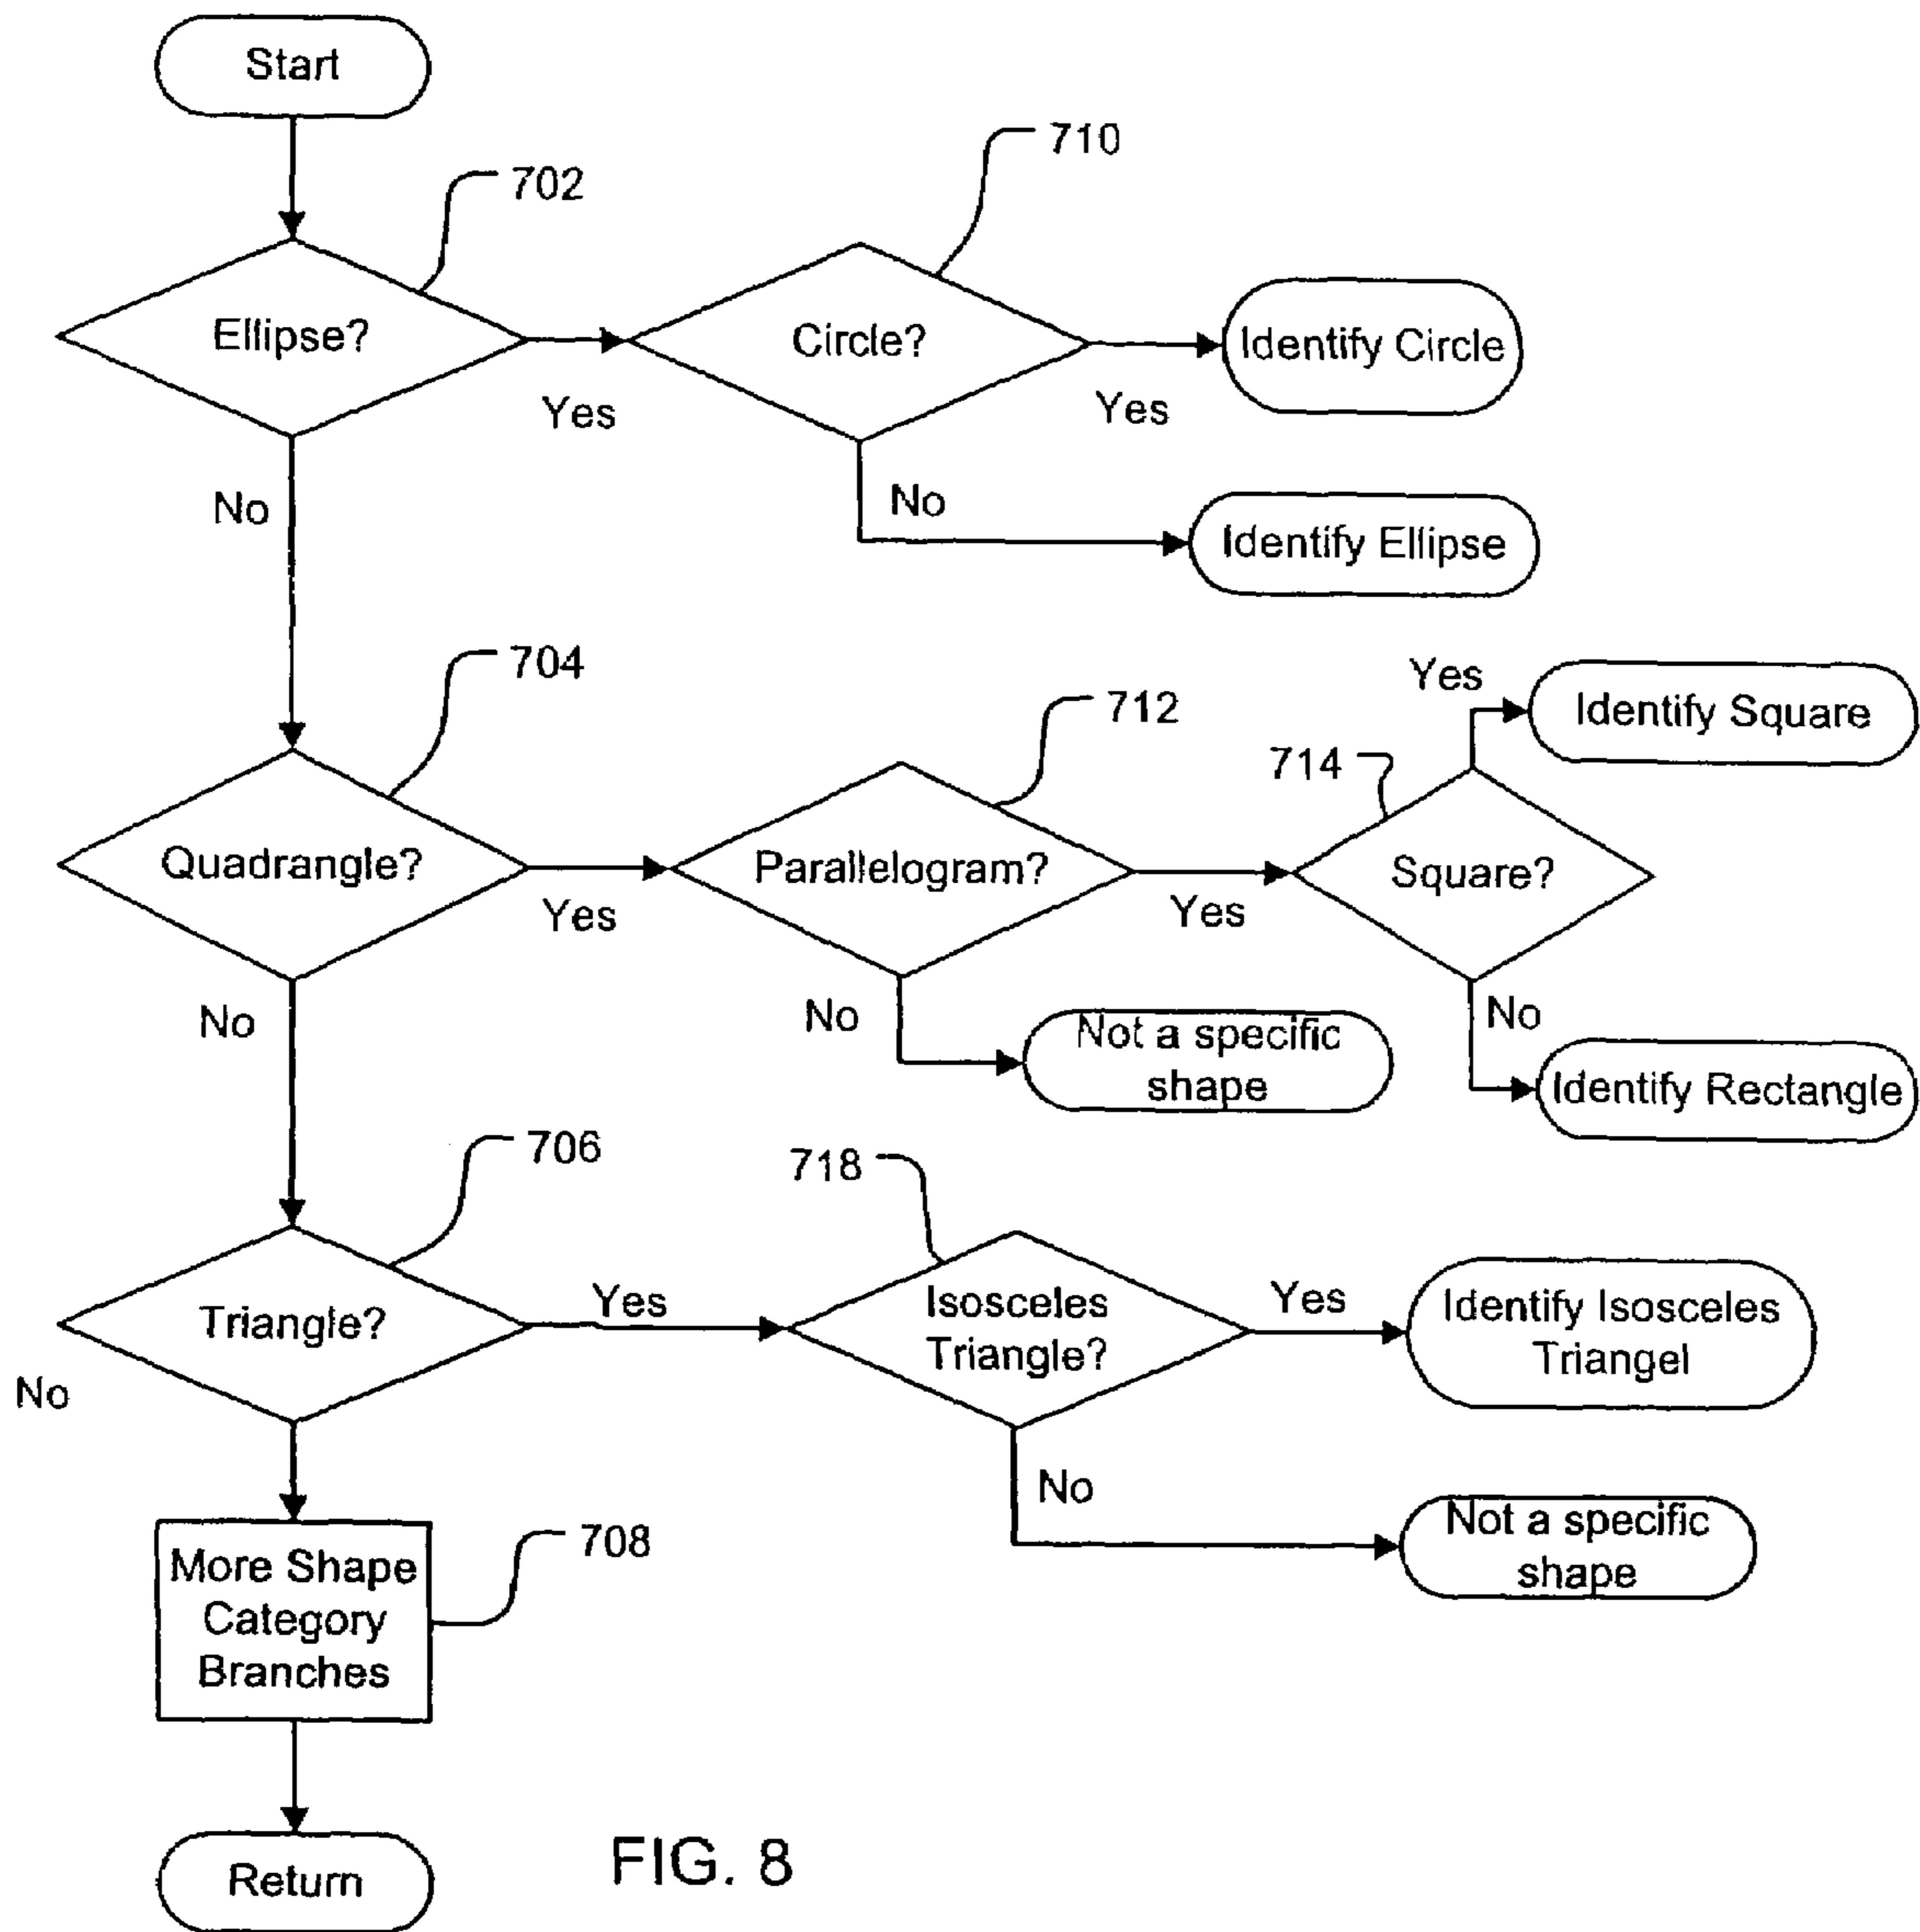 Start
710
702
Ellipse?
Circle?
Identify Circle
Yes
Yes
No
No
Identify Ellipse
704
712
Yes
Identify Square
714
Quadrangle?
Parallelogram?
Square?
Yes
Yes
No
No
Not a specific
shape
No
Identify Rectangle
706
718
Triangle?
Yes
Isosceles
Triangle?
Yes
Identify Isosceles
Triangel
No
No
Not a specific
shape
More Shape
Category
Branches
708
Return
FIG. 8